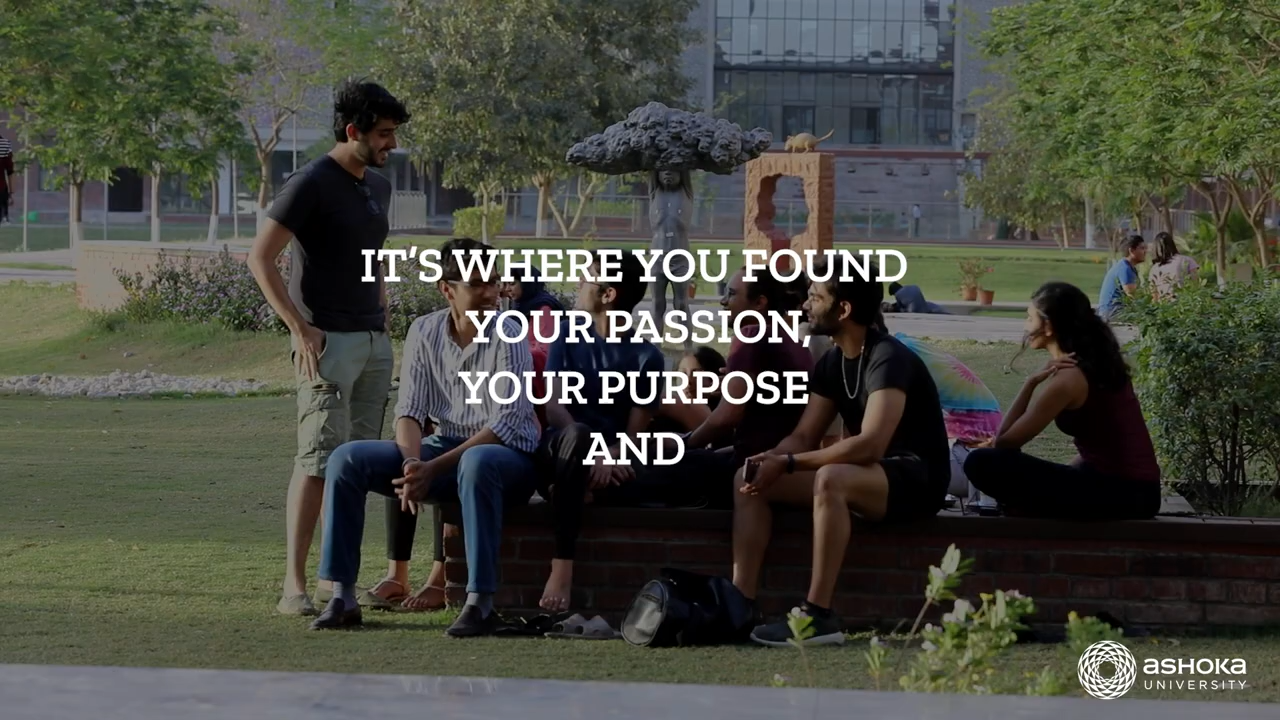 IT'S WHERE YOU FOUND
YOUR PASSION,
YOUR PURPOSE
AND
ASHOKA
UNIVERSITY